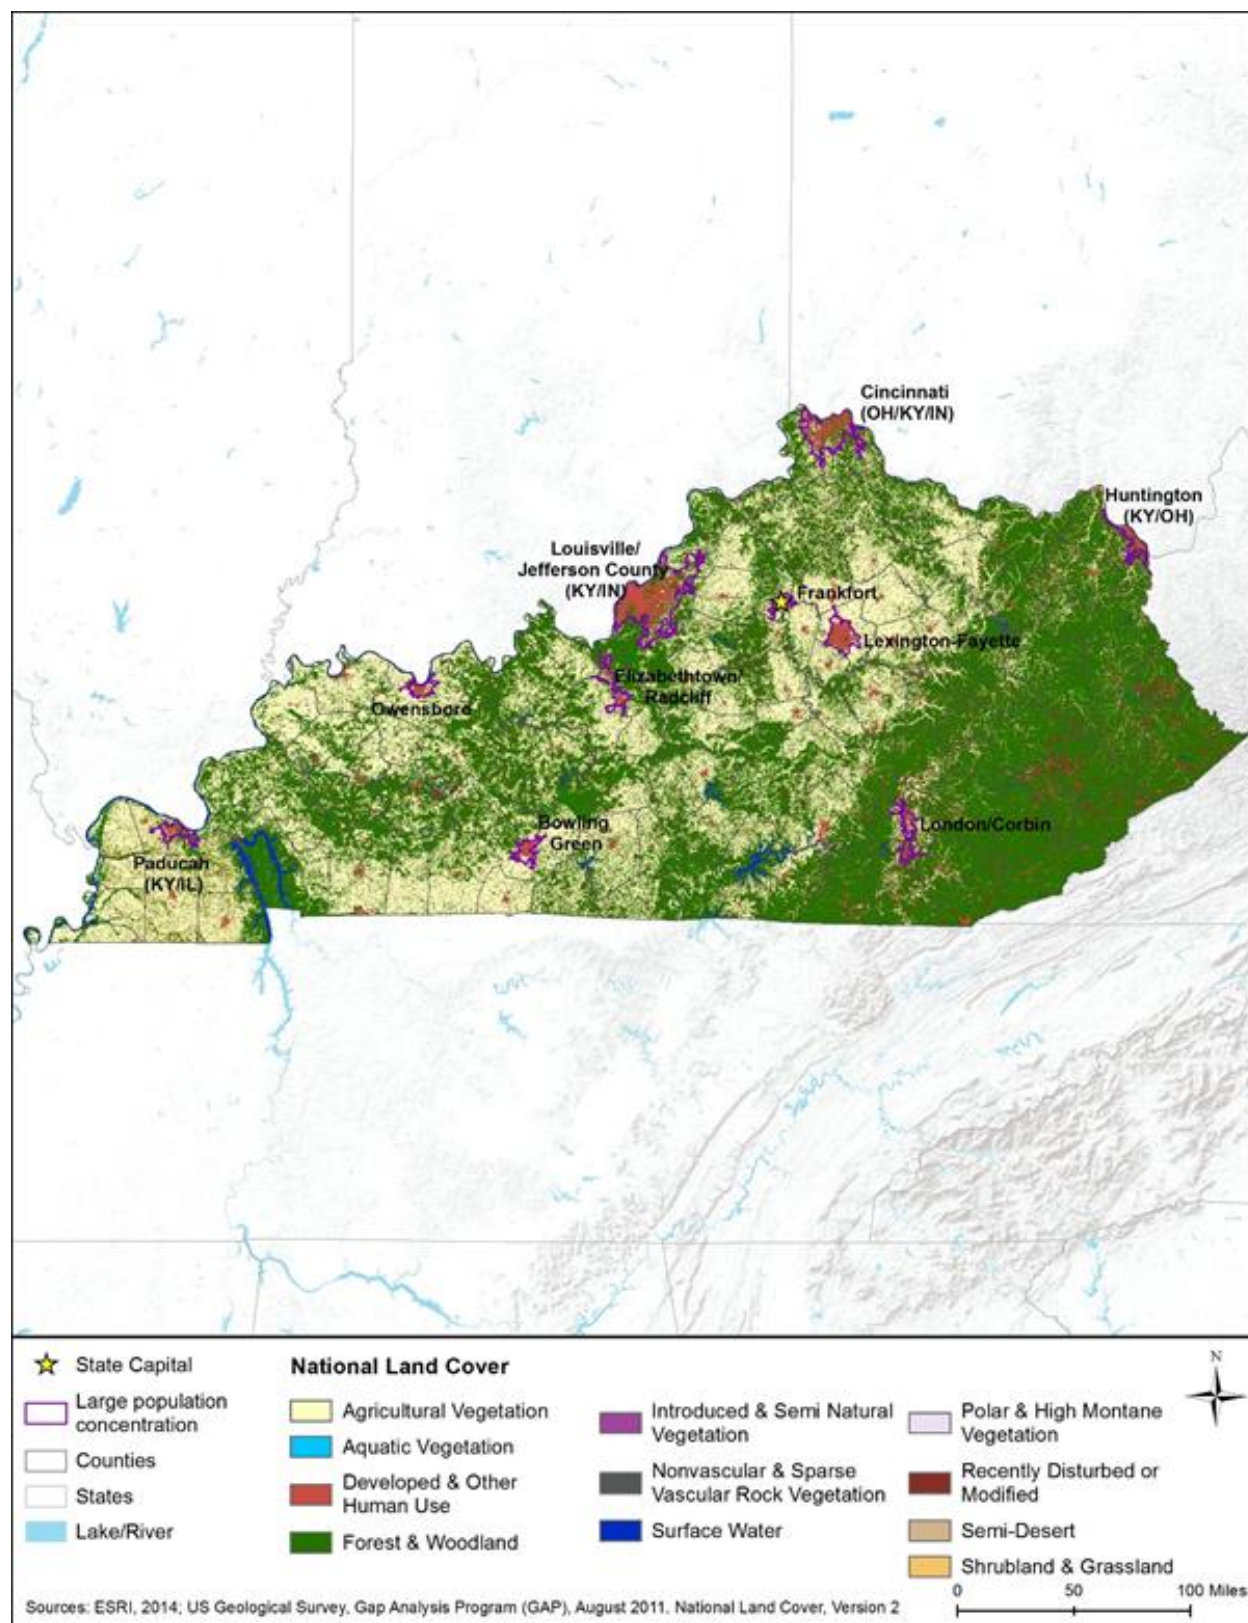 Cincinnati
(OH/KY/IN)
Huntington
(KY/OH)
Louisville/
Jefferson County
(KY/IN)
Frankfort
Lexington-Fayette
Elizabethtown/
Radcliff
Owensboro
Bowling
Green
London/Corbin
Paducah
(KY/IL)
State Capital
Large population
concentration
Counties
States
Lake/River
National Land Cover
Agricultural Vegetation
Aquatic Vegetation
Developed & Other
Human Use
Forest & Woodland
Introduced & Semi Natural
Vegetation
Nonvascular & Sparse
Vascular Rock Vegetation
Surface Water
Polar & High Montane
Vegetation
Recently Disturbed or
Modified
Semi-Desert
Shrubland & Grassland
N
0 50 100 Miles
Sources: ESRI, 2014; US Geological Survey, Gap Analysis Program (GAP), August 2011. National Land Cover, Version 2